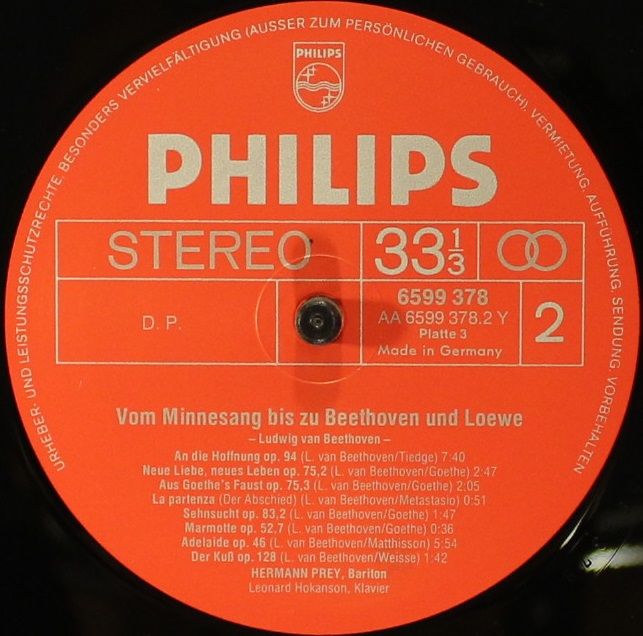 URHEBER- UND LEISTUNGSSCHUTZRECHTE, BESONDERS VERVIELFÄLTIGUNG (AUSSER ZUM PERSÖNLICHEN GEBRAUCH), VERMIETUNG, AUFFÜHRUNG, SENDUNG, VORBEHALTEN
PHILIPS
PHILIPS
STEREO 33 1/3
D. P.
6599 378
AA 6599 378.2 Y
Platte 3
Made in Germany
2
Vom Minnesang bis zu Beethoven und Loewe
– Ludwig van Beethoven –
An die Hoffnung op. 94 (L. van Beethoven/Tiedge) 7:40
Neue Liebe, neues Leben op. 75,2 (L. van Beethoven/Goethe) 2:47
Aus Goethe's Faust op. 75,3 (L. van Beethoven/Goethe) 2:05
La partenza (Der Abschied) (L. van Beethoven/Metastasio) 0:51
Sehnsucht op. 83,2 (L. van Beethoven/Goethe) 1:47
Marmotte op. 52,7 (L. van Beethoven/Goethe) 0:36
Adelaide op. 46 (L. van Beethoven/Matthisson) 5:54
Der Kuß op. 128 (L. van Beethoven/Weisse) 1:42
HERMANN PREY, Bariton
Leonard Hokanson, Klavier